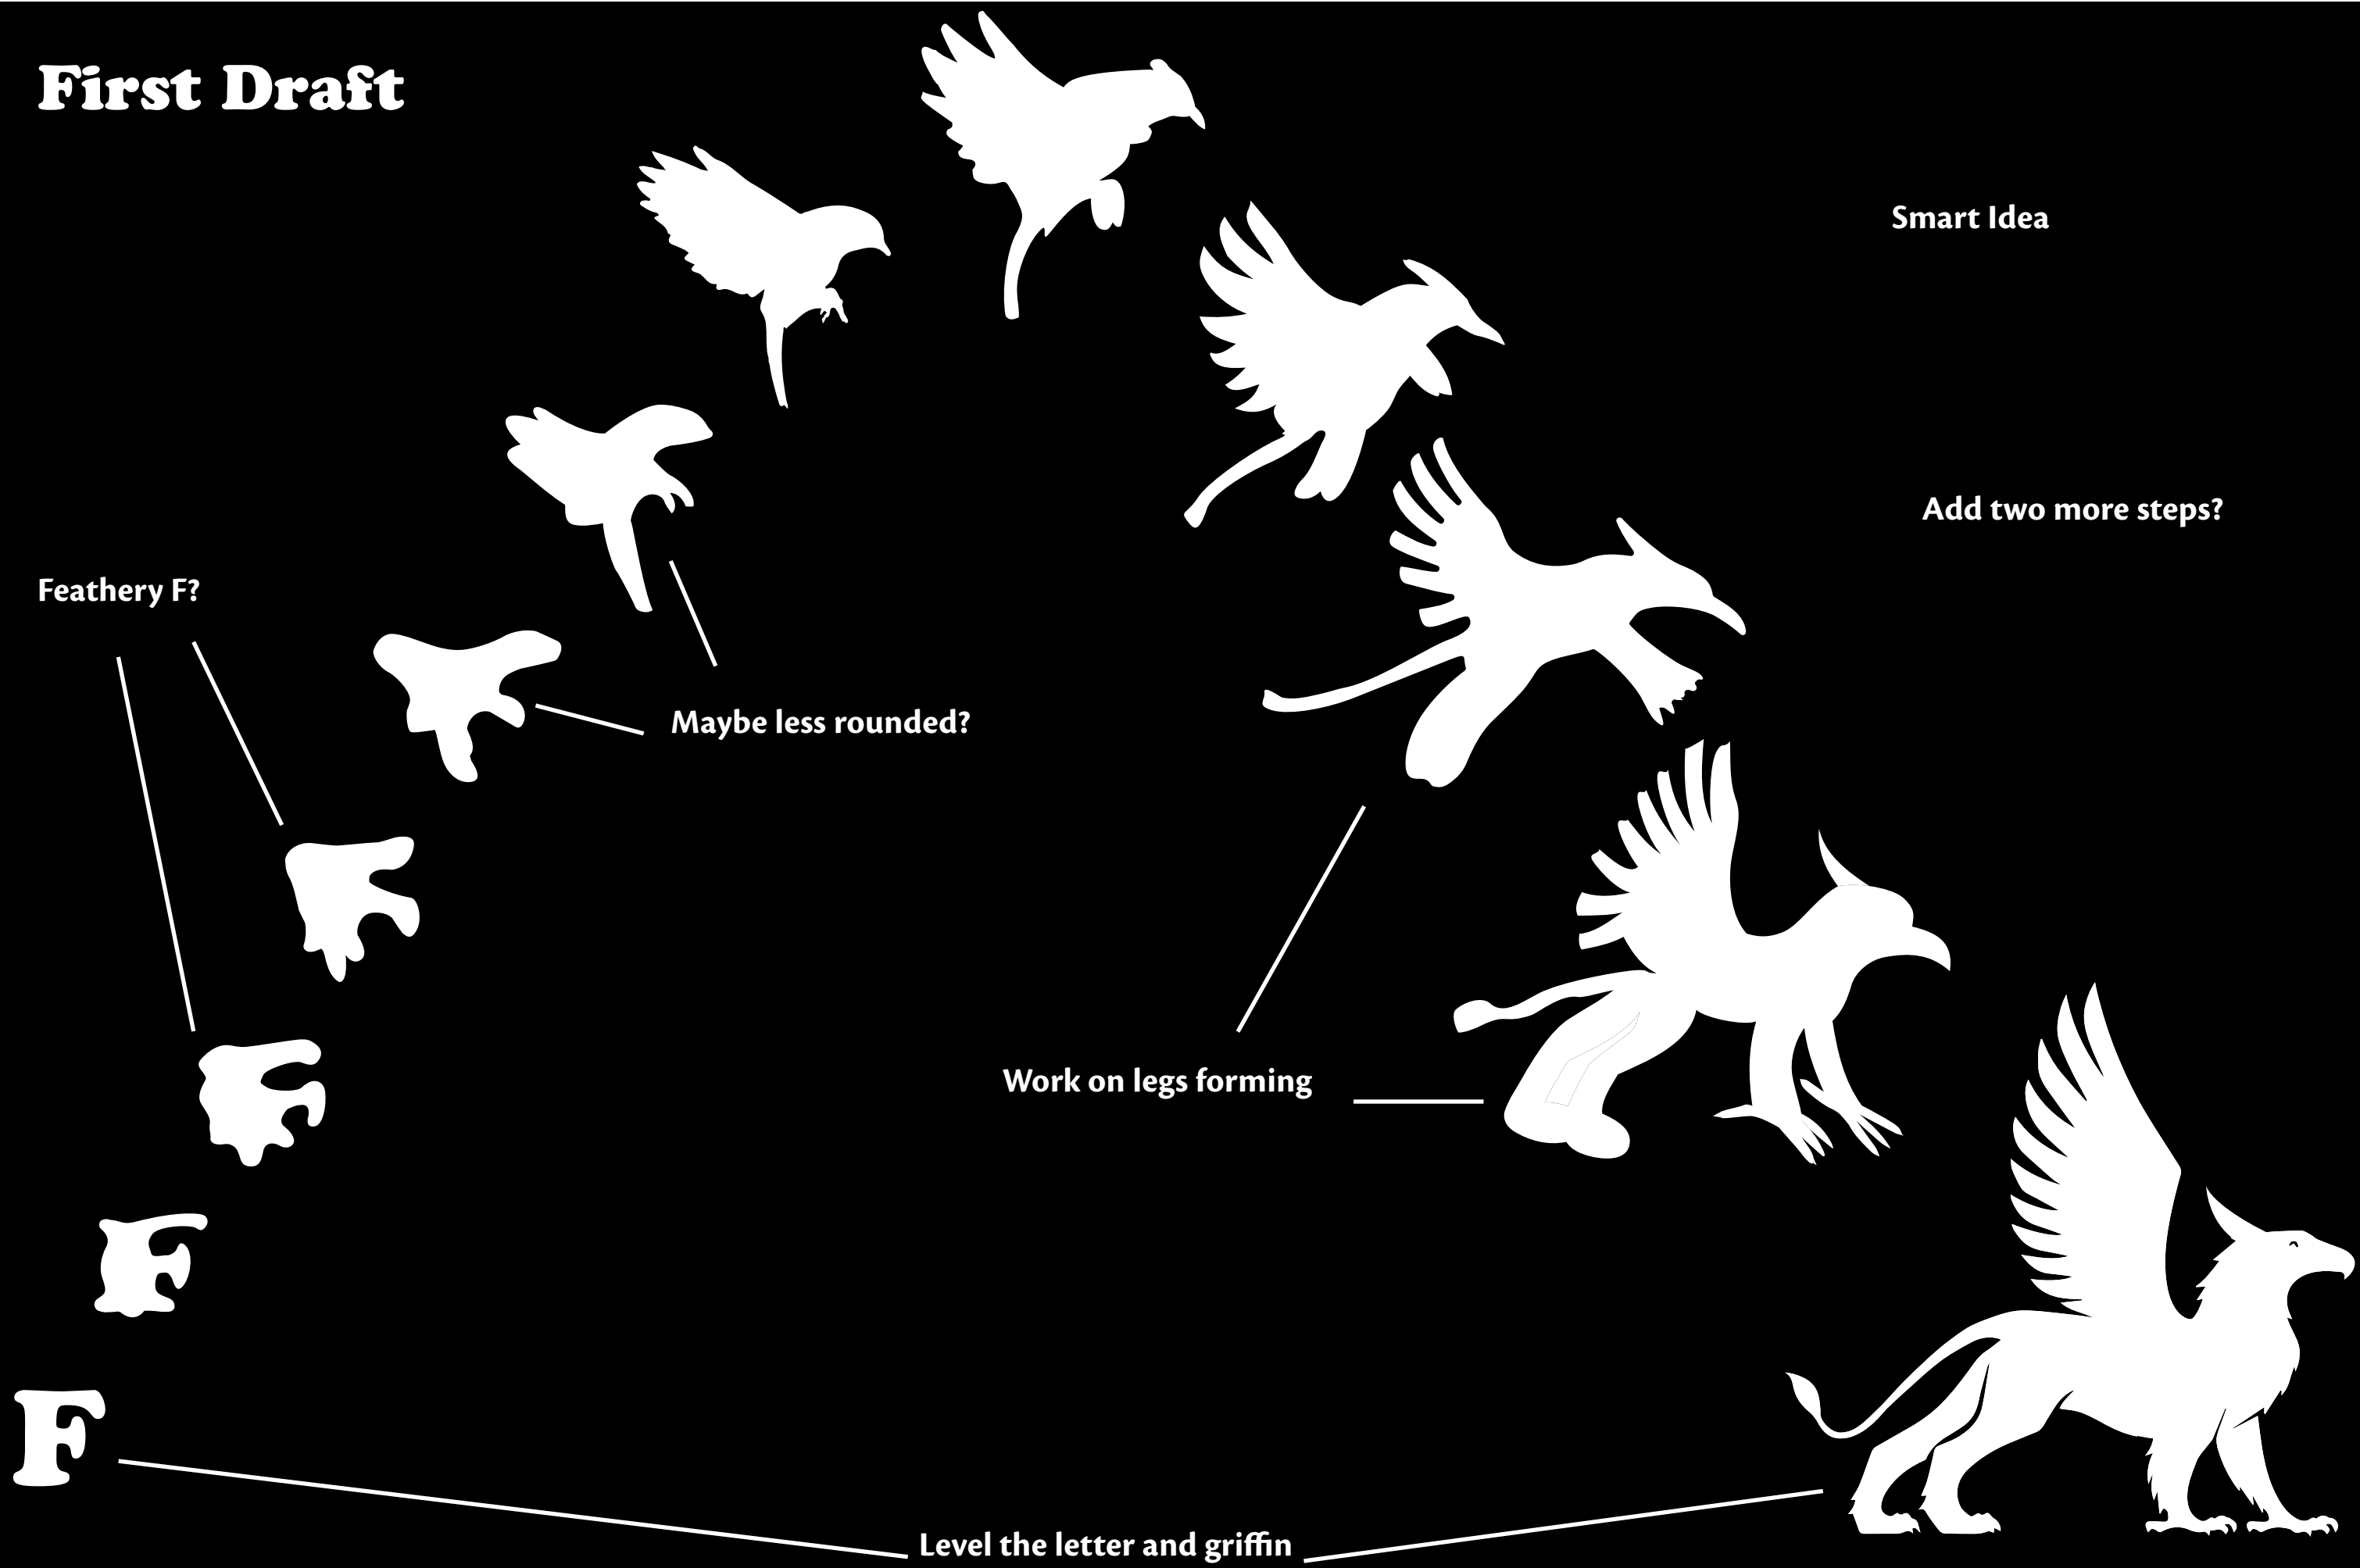 First Draft
Smart Idea
Add two more steps?
Feathery F?
Maybe less rounded?
Work on legs forming
F
F
Level the letter and griffin